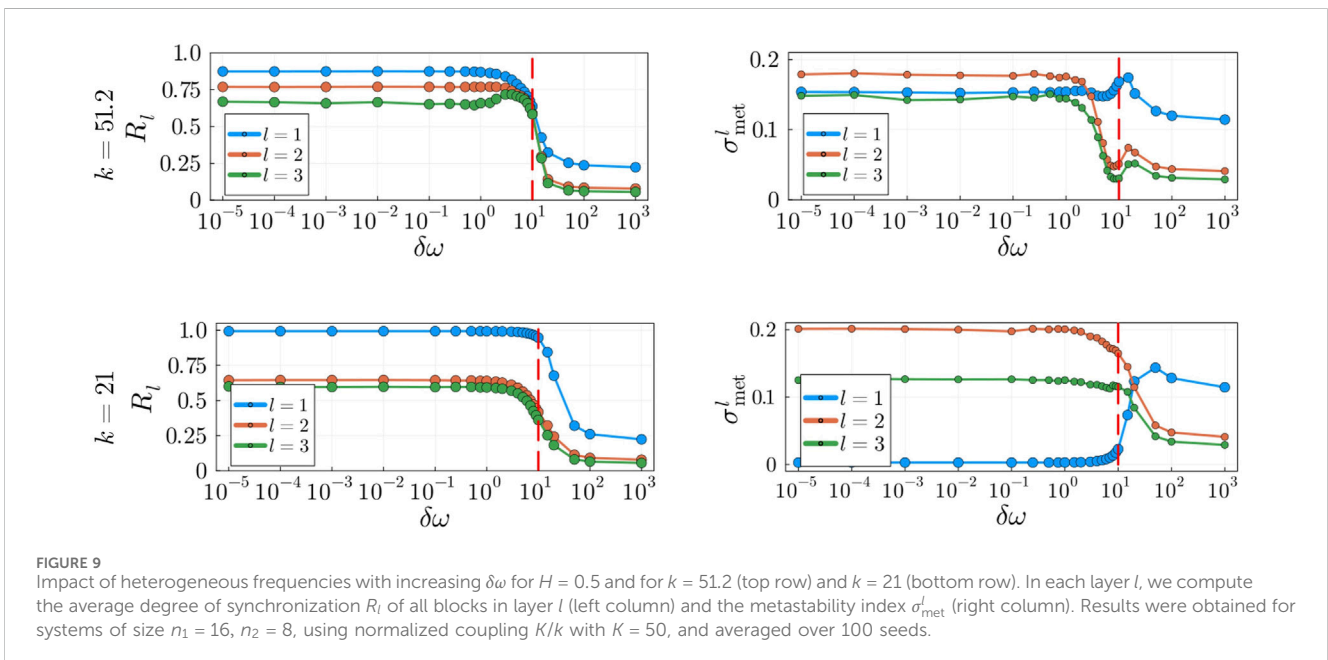 k = 51.2
R_l
1.0
0.75
0.50
0.25
0
l = 1
l = 2
l = 3
10^-5 10^-4 10^-3 10^-2 10^-1 10^0 10^1 10^2 10^3
δω
σ^l_met
0.2
0.1
0
l = 1
l = 2
l = 3
10^-5 10^-4 10^-3 10^-2 10^-1 10^0 10^1 10^2 10^3
δω
k = 21
R_l
1.0
0.75
0.50
0.25
0
l = 1
l = 2
l = 3
10^-5 10^-4 10^-3 10^-2 10^-1 10^0 10^1 10^2 10^3
δω
σ^l_met
0.2
0.1
0
l = 1
l = 2
l = 3
10^-5 10^-4 10^-3 10^-2 10^-1 10^0 10^1 10^2 10^3
δω
FIGURE 9
Impact of heterogeneous frequencies with increasing δω for H = 0.5 and for k = 51.2 (top row) and k = 21 (bottom row). In each layer l, we compute
the average degree of synchronization R_l of all blocks in layer l (left column) and the metastability index σ^l_met (right column). Results were obtained for
systems of size n_1 = 16, n_2 = 8, using normalized coupling K/k with K = 50, and averaged over 100 seeds.